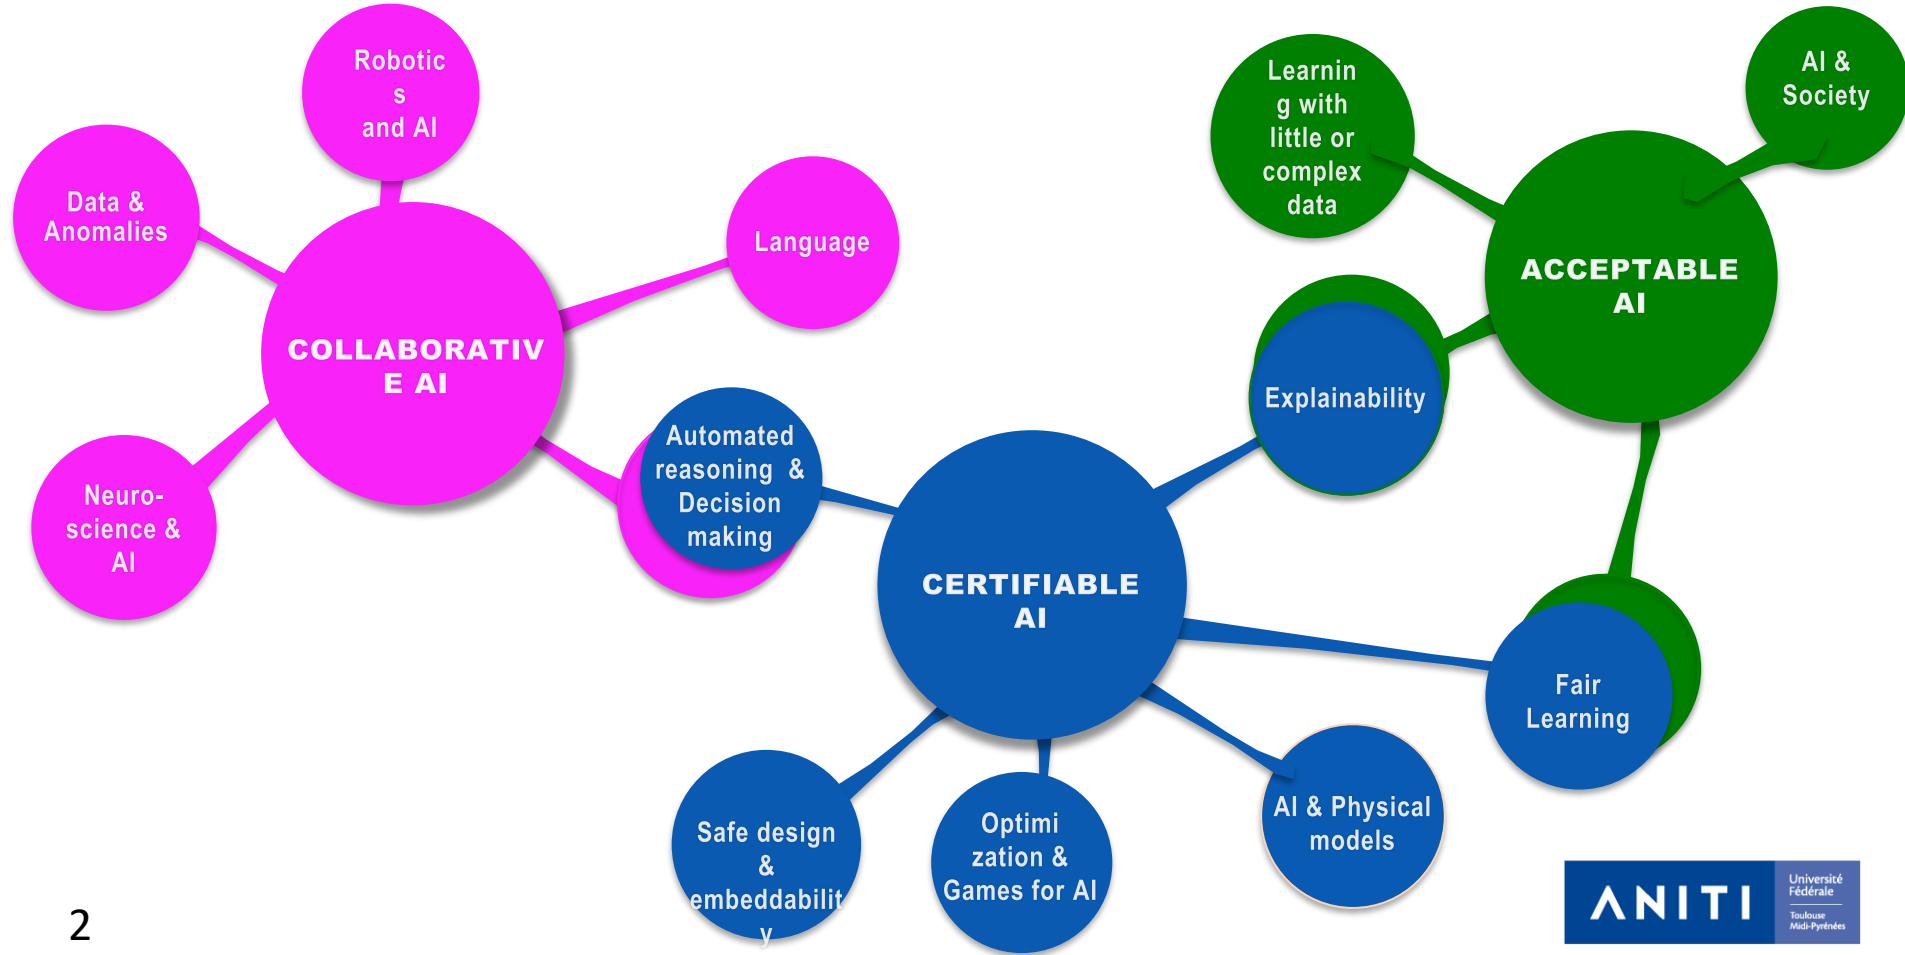 Robotic
s
and AI
Data &
Anomalies
Language
COLLABORATIV
E AI
Neuro-
science &
AI
Automated
reasoning &
Decision
making
Learnin
g with
little or
complex
data
AI &
Society
ACCEPTABLE
AI
Explainability
CERTIFIABLE
AI
Fair
Learning
Safe design
&
embeddabilit
y
Optimi
zation &
Games for AI
AI & Physical
models
2
ANITI
Université
Fédérale
Toulouse
Midi-Pyrénées